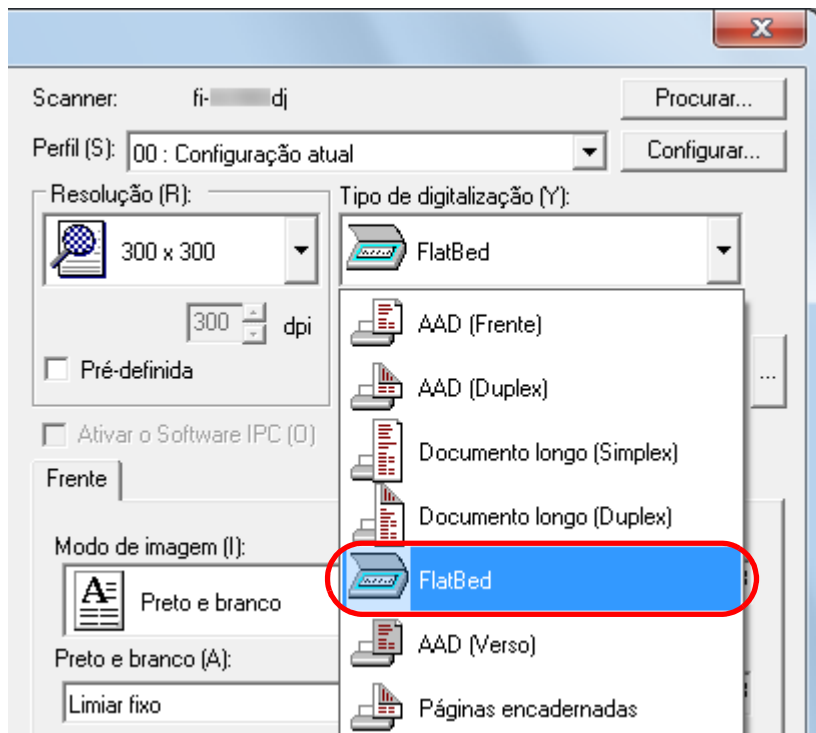 Scanner: fi- dj Procurar...
Perfil (S): 00 : Configuração atual Configurar...
Resolução (R): Tipo de digitalização (Y):
300 x 300 FlatBed
300 dpi
Pré-definida
...
Ativar o Software IPC (O)
AAD (Frente)
AAD (Duplex)
Documento longo (Simplex)
Documento longo (Duplex)
FlatBed
AAD (Verso)
Páginas encadernadas
Frente
Modo de imagem (I):
Preto e branco
Preto e branco (A):
Limiar fixo